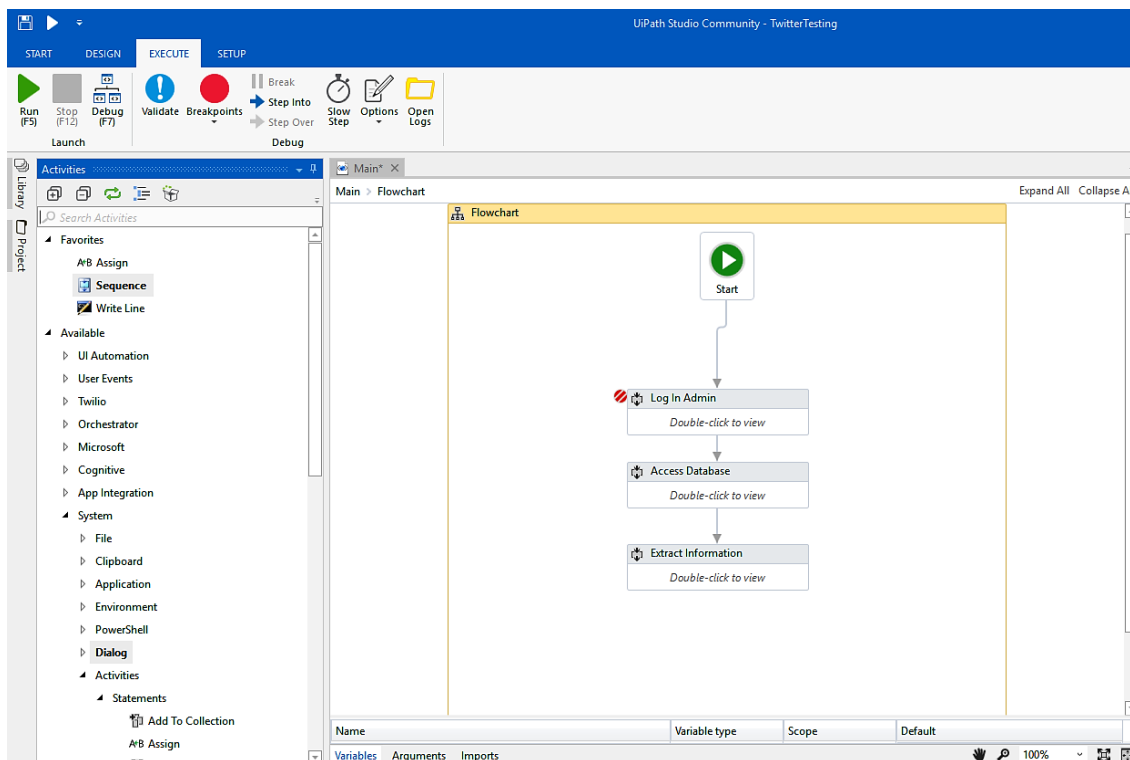 UiPath Studio Community - TwitterTesting
START DESIGN EXECUTE SETUP
Run (F5)
Stop (F12)
Debug (F7)
Validate
Breakpoints
Break
Step Into
Step Over
Slow Step
Options
Open Logs
Launch
Debug
Library
Project
Activities
Search Activities
Favorites
A+B Assign
Sequence
Write Line
Available
UI Automation
User Events
Twilio
Orchestrator
Microsoft
Cognitive
App Integration
System
File
Clipboard
Application
Environment
PowerShell
Dialog
Activities
Statements
Add To Collection
A+B Assign
Main*
Main > Flowchart
Expand All Collapse A
Flowchart
Start
Log In Admin
Double-click to view
Access Database
Double-click to view
Extract Information
Double-click to view
Name Variable type Scope Default
Variables Arguments Imports
100%